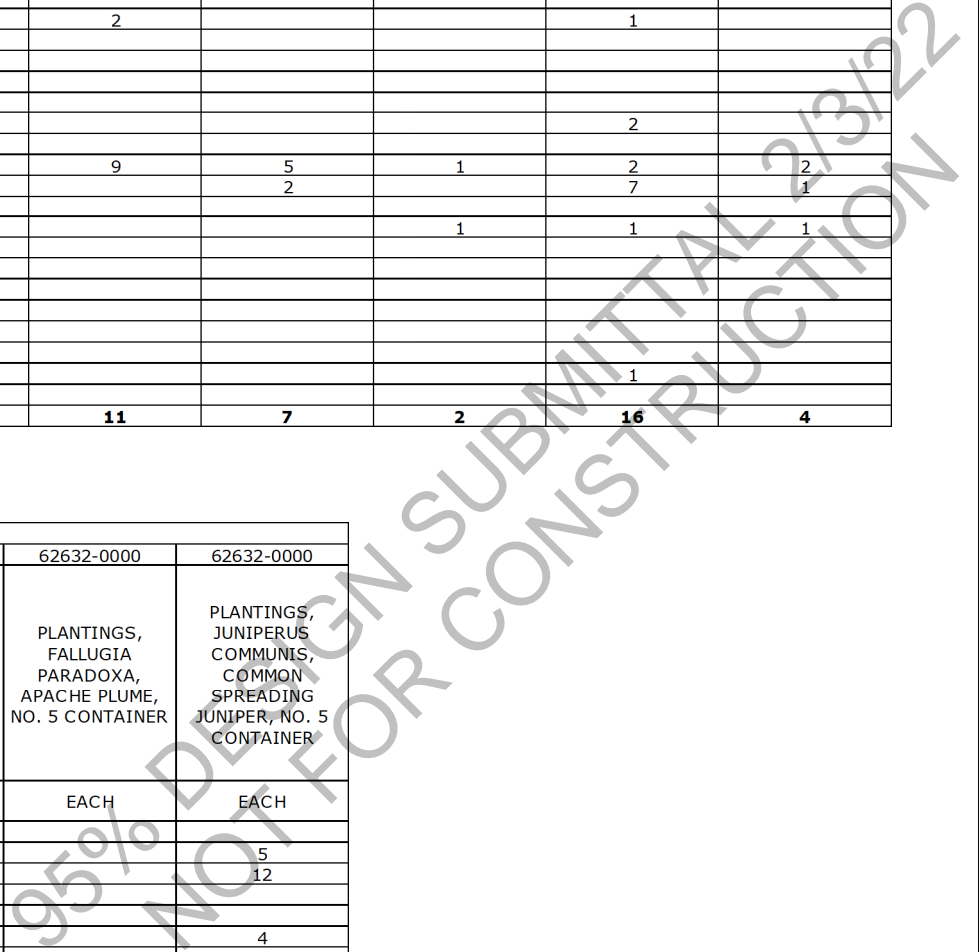 2 1
2
9 5 1 2 2
2 7 1
1 1 1
1
11 7 2 16 4
62632-0000 62632-0000
PLANTINGS, FALLUGIA PARADOXA, APACHE PLUME, NO. 5 CONTAINER
PLANTINGS, JUNIPERUS COMMUNIS, COMMON SPREADING JUNIPER, NO. 5 CONTAINER
EACH EACH
5
12
4
95% DESIGN SUBMITTAL 2/3/22
NOT FOR CONSTRUCTION